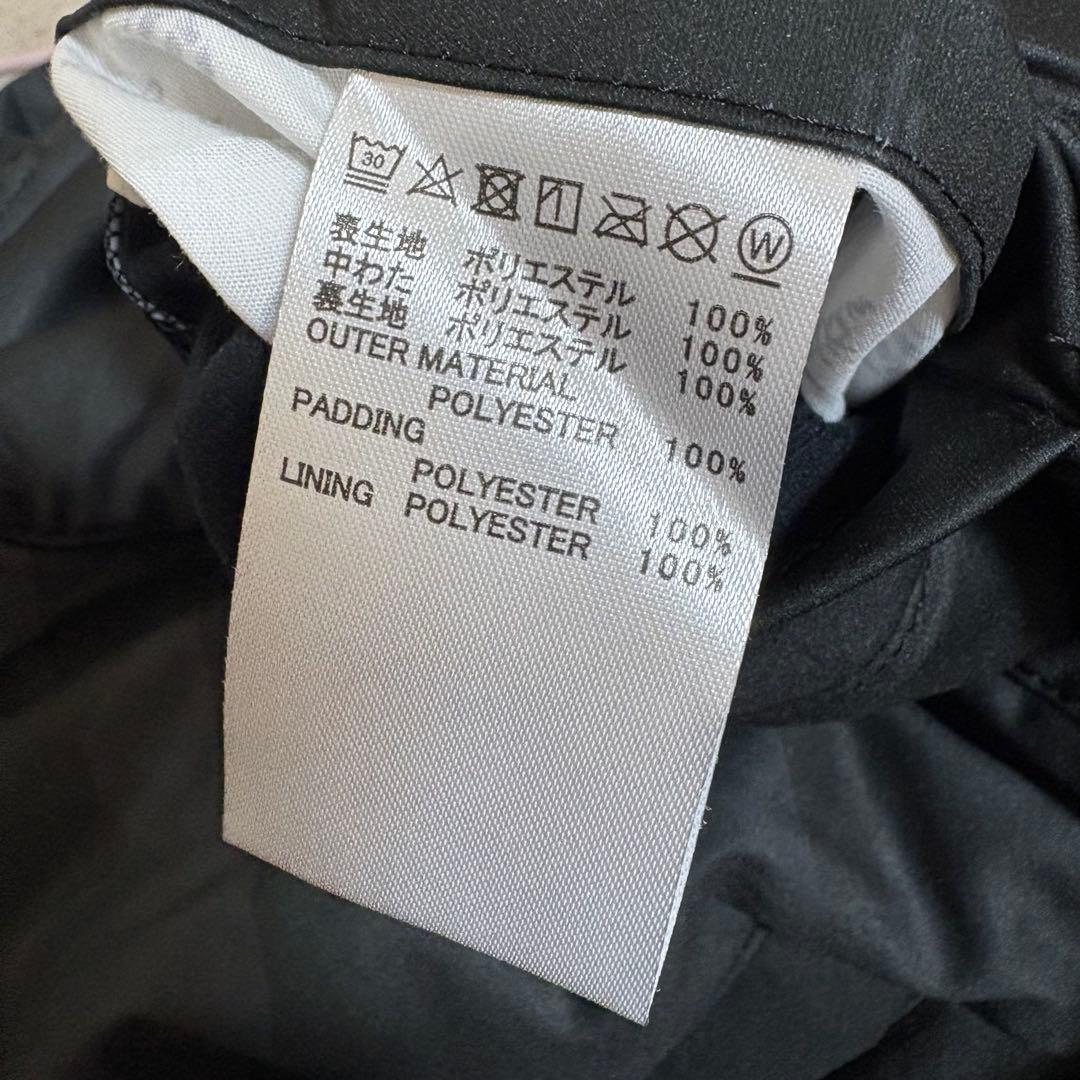 30 W
表生地 ポリエステル 100%
中わた ポリエステル 100%
裏生地 ポリエステル 100%
OUTER MATERIAL
POLYESTER 100%
PADDING
POLYESTER 100%
LINING POLYESTER 100%